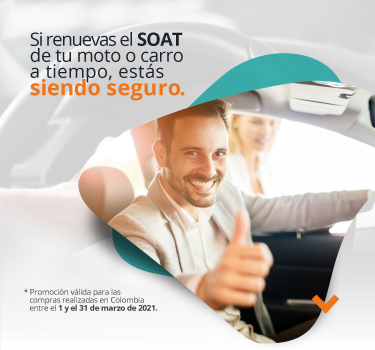 Si renuevas el SOAT
de tu moto o carro
a tiempo, estás
siendo seguro.
* Promoción válida para las
compras realizadas en Colombia
entre el 1 y el 31 de marzo de 2021.